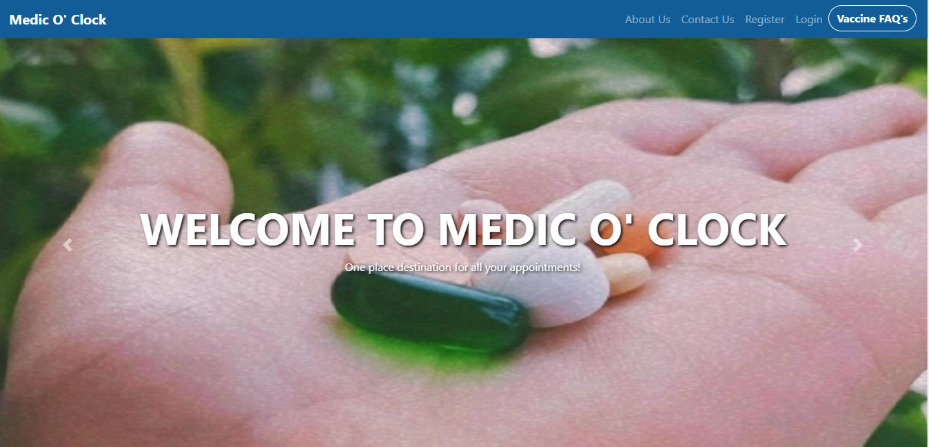 Medic O' Clock
About Us Contact Us Register Login Vaccine FAQ's
WELCOME TO MEDIC O' CLOCK
One place destination for all your appointments!